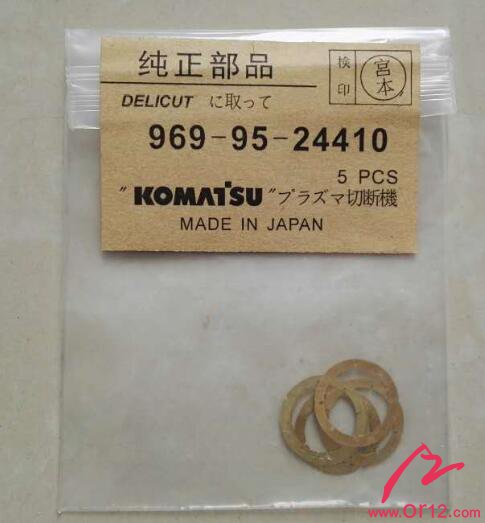 纯正部品
検印
宮本
DELICUT に取って
969-95-24410
5 PCS
"KOMATSU"プラズマ切断機
MADE IN JAPAN
www.Of12.com